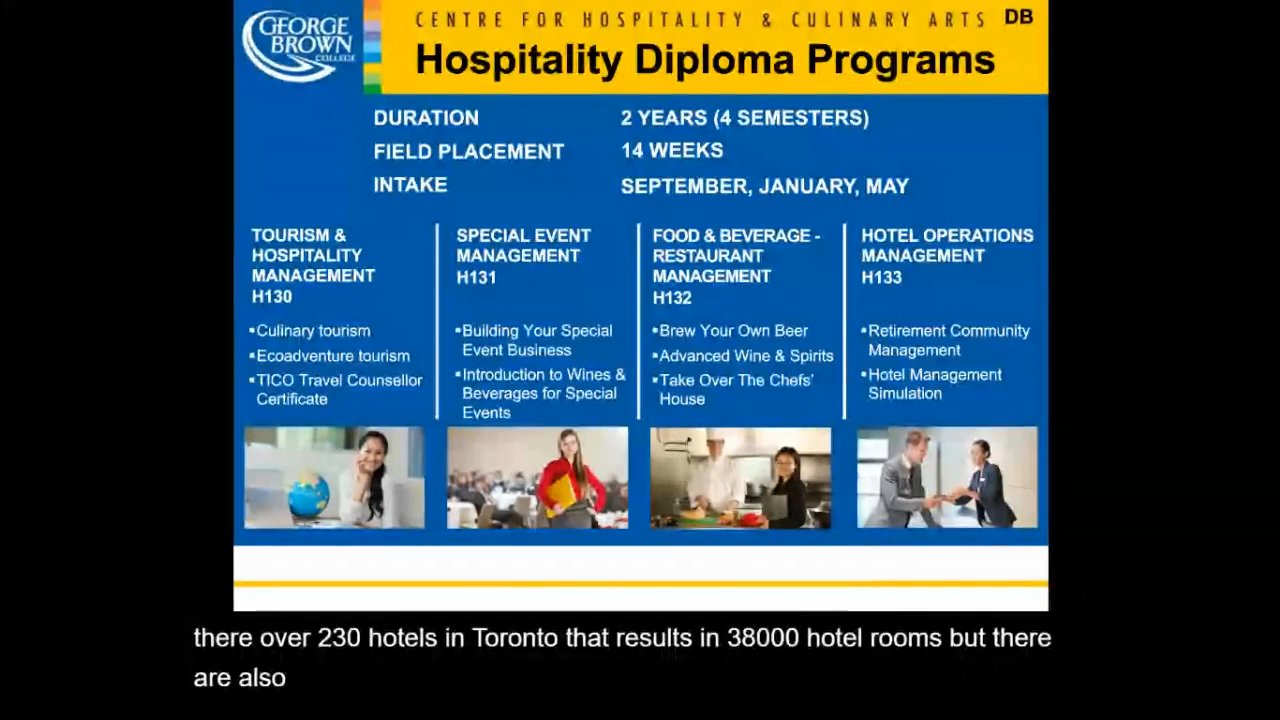 GEORGE
BROWN
COLLEGE
CENTRE FOR HOSPITALITY & CULINARY ARTS
DB
Hospitality Diploma Programs
DURATION 2 YEARS (4 SEMESTERS)
FIELD PLACEMENT 14 WEEKS
INTAKE SEPTEMBER, JANUARY, MAY
TOURISM &
HOSPITALITY
MANAGEMENT
H130
▪Culinary tourism
▪Ecoadventure tourism
▪TICO Travel Counsellor
Certificate
SPECIAL EVENT
MANAGEMENT
H131
▪Building Your Special
Event Business
▪Introduction to Wines &
Beverages for Special
Events
FOOD & BEVERAGE -
RESTAURANT
MANAGEMENT
H132
▪Brew Your Own Beer
▪Advanced Wine & Spirits
▪Take Over The Chefs'
House
HOTEL OPERATIONS
MANAGEMENT
H133
▪Retirement Community
Management
▪Hotel Management
Simulation
there over 230 hotels in Toronto that results in 38000 hotel rooms but there
are also